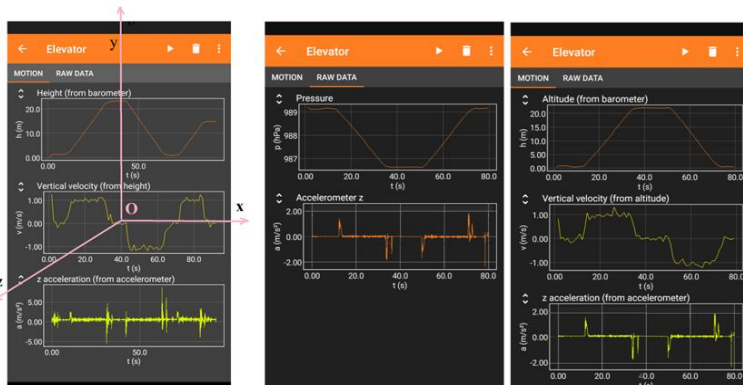 y
Elevator
MOTION RAW DATA
Height (from barometer)
h (m)
20.0
10.0
0.00
0.00 50.0
t (s)
Vertical velocity (from height)
v (m/s)
1.00
0.00
-1.00
0.00 20.0 40.0 60.0 80.0
t (s)
O
x
z
z acceleration (from accelerometer)
a (m/s²)
5.00
0.00
-5.00
0.00 50.0
t (s)
Elevator
MOTION RAW DATA
Pressure
p (hPa)
989
988
987
0.00 20.0 40.0 60.0 80.0
t (s)
Accelerometer z
a (m/s²)
2.00
0.00
-2.00
0.00 20.0 40.0 60.0 80.0
t (s)
Elevator
MOTION RAW DATA
Altitude (from barometer)
h (m)
20.0
15.0
10.0
5.00
0.00
0.00 20.0 40.0 60.0 80.0
t (s)
Vertical velocity (from altitude)
v (m/s)
1.00
0.00
-1.00
0.00 20.0 40.0 60.0 80.0
t (s)
z acceleration (from accelerometer)
a (m/s²)
2.00
0.00
-2.00
0.00 20.0 40.0 60.0 80.0
t (s)